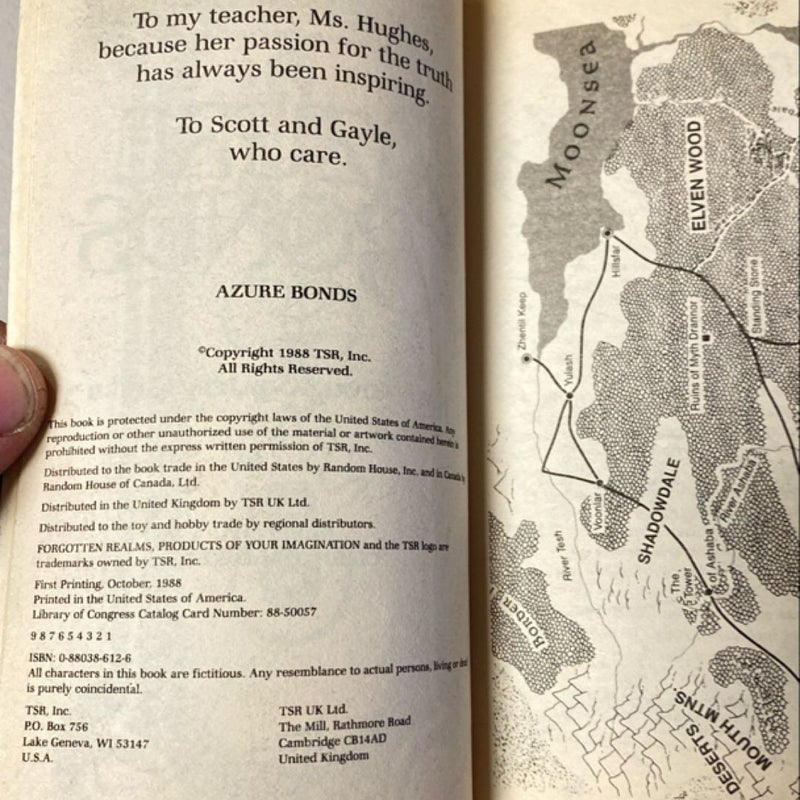 To my teacher, Ms. Hughes,
because her passion for the truth
has always been inspiring.
To Scott and Gayle,
who care.
AZURE BONDS
©Copyright 1988 TSR, Inc.
All Rights Reserved.
This book is protected under the copyright laws of the United States of America. Any
reproduction or other unauthorized use of the material or artwork contained herein is
prohibited without the express written permission of TSR, Inc.
Distributed to the book trade in the United States by Random House, Inc. and in Canada by
Random House of Canada, Ltd.
Distributed in the United Kingdom by TSR UK Ltd.
Distributed to the toy and hobby trade by regional distributors.
FORGOTTEN REALMS, PRODUCTS OF YOUR IMAGINATION and the TSR logo are
trademarks owned by TSR, Inc.
First Printing, October, 1988
Printed in the United States of America.
Library of Congress Catalog Card Number: 88-50057
9 8 7 6 5 4 3 2 1
ISBN: 0-88038-612-6
All characters in this book are fictitious. Any resemblance to actual persons, living or dead
is purely coincidental.
TSR, Inc.
P.O. Box 756
Lake Geneva, WI 53147
U.S.A.
TSR UK Ltd.
The Mill, Rathmore Road
Cambridge CB14AD
United Kingdom
MOONSEA
ELVEN WOOD
Hillsfar
Zhentil Keep
Yulash
Standing Stone
Ruins of Myth Drannor
Voonlar
SHADOWDALE
River Ashaba
River Tesh
The
Tower
of Ashaba
Border
DESERTS
MOUTH MTNS.